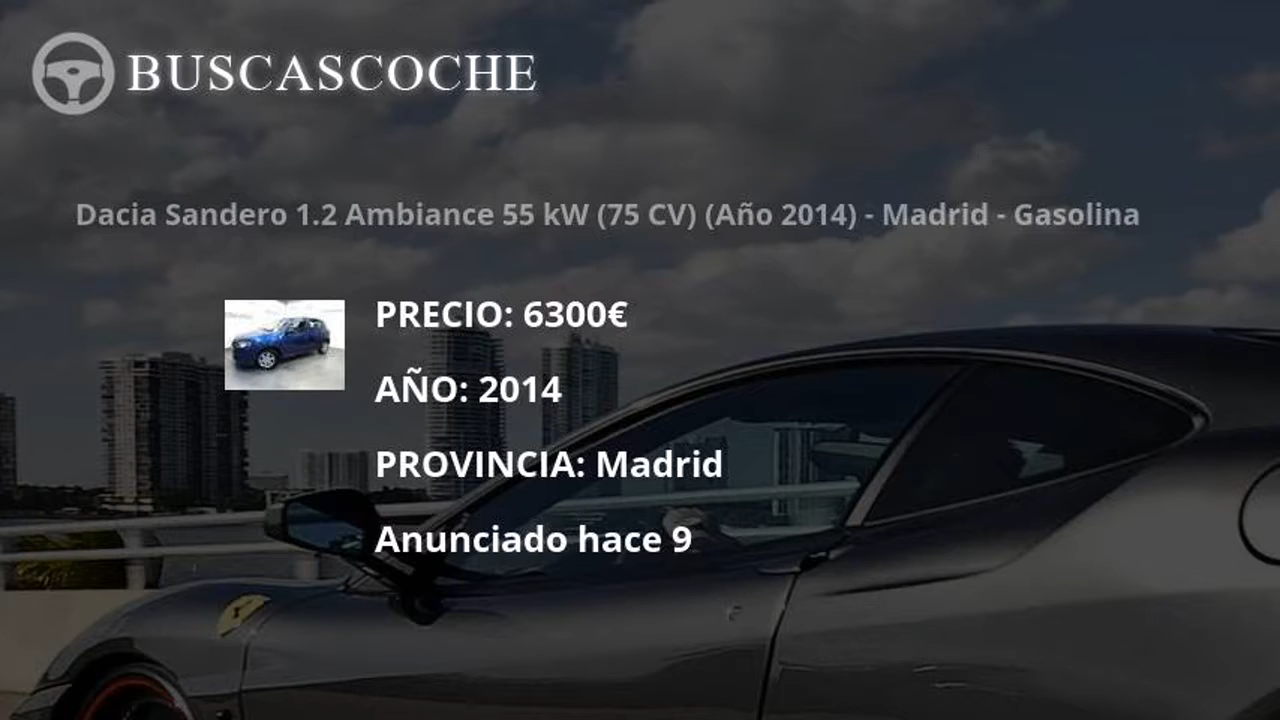 BUSCASCOCHE
Dacia Sandero 1.2 Ambiance 55 kW (75 CV) (Año 2014) - Madrid - Gasolina
PRECIO: 6300€
AÑO: 2014
PROVINCIA: Madrid
Anunciado hace 9